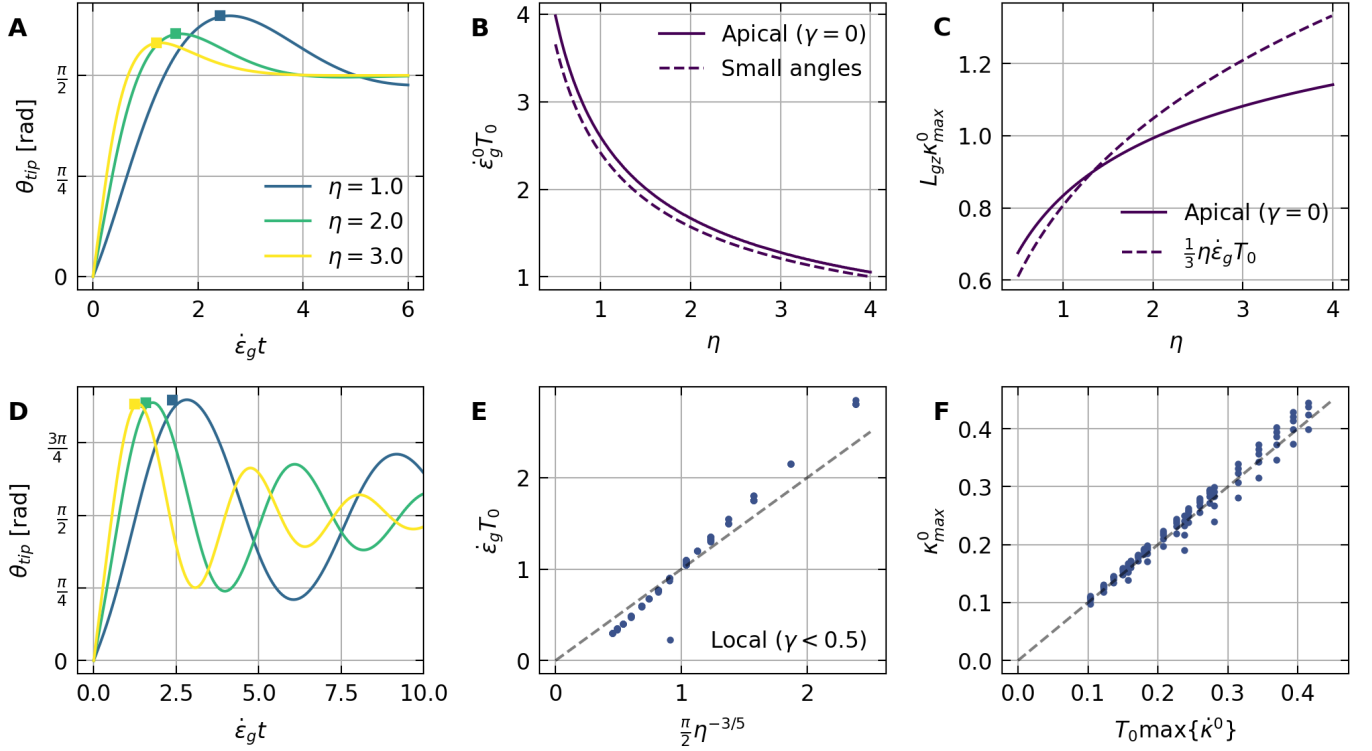 A
θ_tip [rad]
π/2
π/4
0
η = 1.0
η = 2.0
η = 3.0
0 2 4 6
ε̇_g t
B
ε̇_g^0 T_0
4
3
2
1
Apical (γ = 0)
Small angles
1 2 3 4
η
C
L_gz κ_max^0
1.2
1.0
0.8
0.6
Apical (γ = 0)
1/3 η ε̇_g T_0
1 2 3 4
η
D
θ_tip [rad]
3π/4
π/2
π/4
0
0.0 2.5 5.0 7.5 10.0
ε̇_g t
E
ε̇_g T_0
2
1
0
Local (γ < 0.5)
0 1 2
π/2 η^{-3/5}
F
κ_max^0
0.4
0.3
0.2
0.1
0.0
0.0 0.1 0.2 0.3 0.4
T_0 max{κ̇^0}